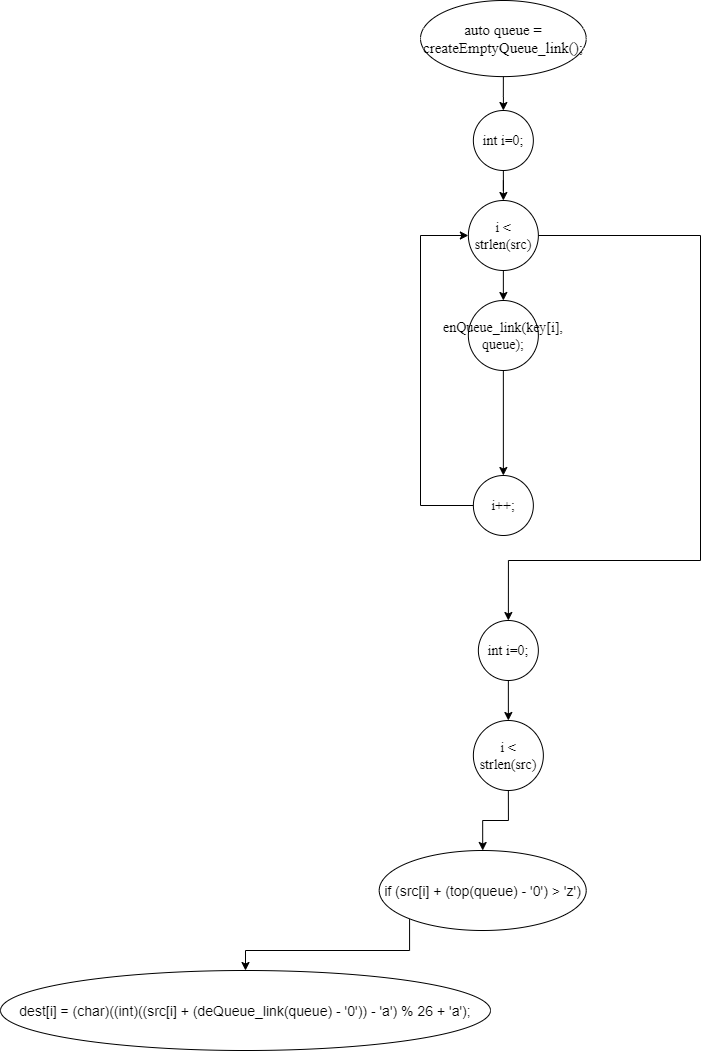 auto queue =
createEmptyQueue_link();
int i=0;
i <
strlen(src)
enQueue_link(key[i],
queue);
i++;
int i=0;
i <
strlen(src)
if (src[i] + (top(queue) - '0') > 'z')
dest[i] = (char)((int)((src[i] + (deQueue_link(queue) - '0')) - 'a') % 26 + 'a');